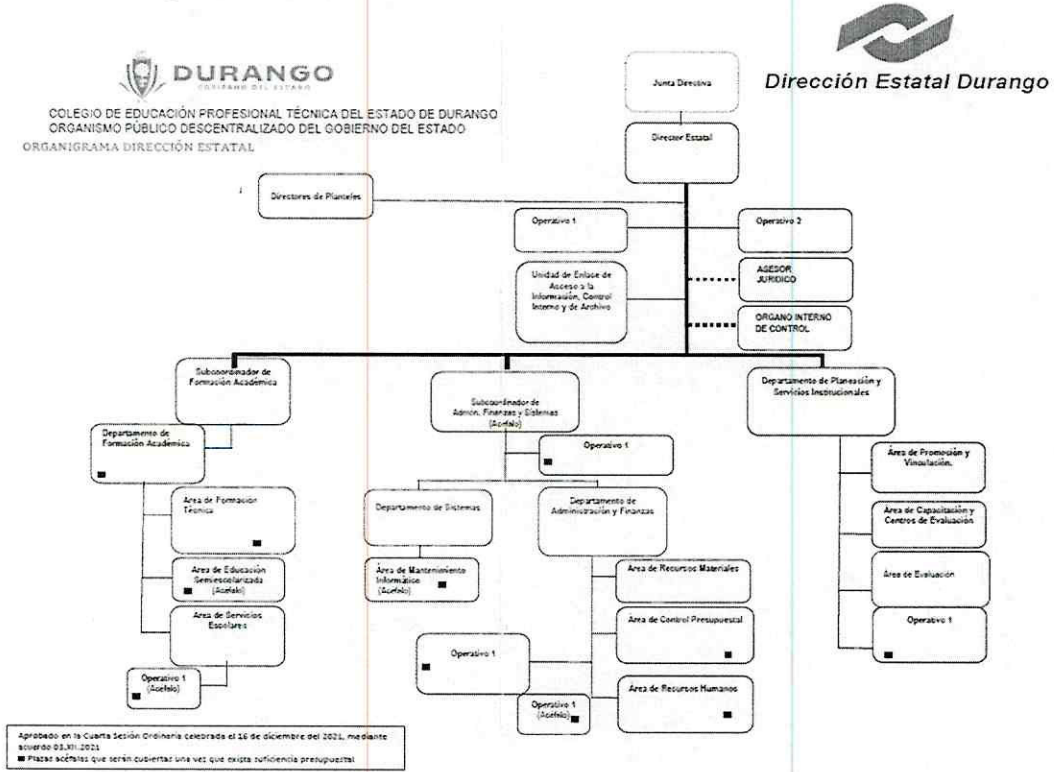 DURANGO
GOBIERNO DEL ESTADO
Dirección Estatal Durango
COLEGIO DE EDUCACIÓN PROFESIONAL TÉCNICA DEL ESTADO DE DURANGO
ORGANISMO PÚBLICO DESCENTRALIZADO DEL GOBIERNO DEL ESTADO
ORGANIGRAMA DIRECCIÓN ESTATAL
Junta Directiva
Director Estatal
Directores de Planteles
Operativo 1
Operativo 2
Unidad de Enlace de
Acceso a la
Información, Control
Interno y de Archivo
ASESOR
JURIDICO
ORGANO INTERNO
DE CONTROL
Subcoordinador de
Formación Académica
Subcoordinador de
Admón. Finanzas y Sistemas
(Acéfalo)
Departamento de Planeación y
Servicios Institucionales
Departamento de
Formación Académica
Operativo 1
Área de Promoción y
Vinculación.
Área de Formación
Técnica
Departamento de Sistemas
Departamento de
Administración y Finanzas
Área de Capacitación y
Centros de Evaluación
Área de Educación
Semiescolarizada
(Acéfalo)
Área de Mantenimiento
Informático
(Acéfalo)
Área de Recursos Materiales
Área de Evaluación
Área de Servicios
Escolares
Área de Control Presupuestal
Operativo 1
Operativo 1
Operativo 1
(Acéfalo)
Operativo 1
(Acéfalo)
Área de Recursos Humanos
Aprobado en la Cuarta Sesión Ordinaria celebrada el 16 de diciembre del 2021, mediante
acuerdo 03.XII.2021
■ Plazas acéfalas que serán cubiertas una vez que exista suficiencia presupuestal